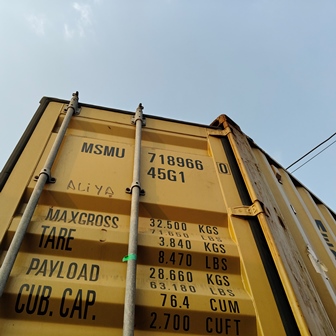 MSMU 718966 0
45G1
ALIYA
MAXGROSS 32.500 KGS
71.650 LBS
TARE 3.840 KGS
8.470 LBS
PAYLOAD 28.660 KGS
63.180 LBS
CUB. CAP. 76.4 CUM
2.700 CUFT